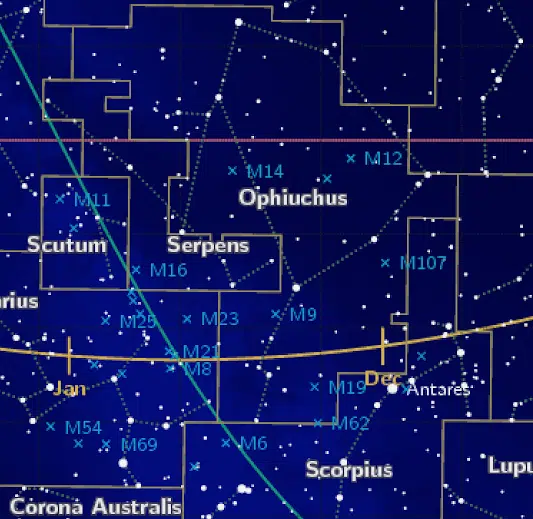 M12
M14
Ophiuchus
M11
Scutum
Serpens
M107
M16
arius
M25
M23
M9
M21
M8
Jan
Dec
M19
Antares
M54
M69
M6
M62
Scorpius
Lupu
Corona Australis